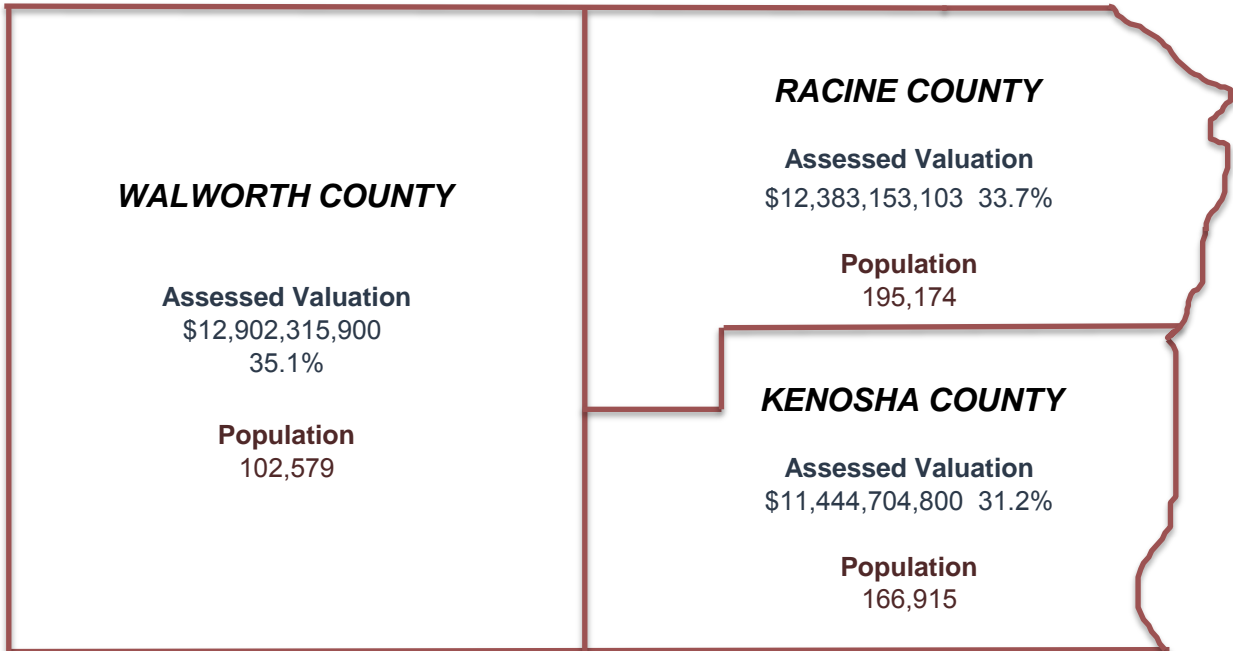 WALWORTH COUNTY
Assessed Valuation
$12,902,315,900
35.1%
Population
102,579
RACINE COUNTY
Assessed Valuation
$12,383,153,103 33.7%
Population
195,174
KENOSHA COUNTY
Assessed Valuation
$11,444,704,800 31.2%
Population
166,915